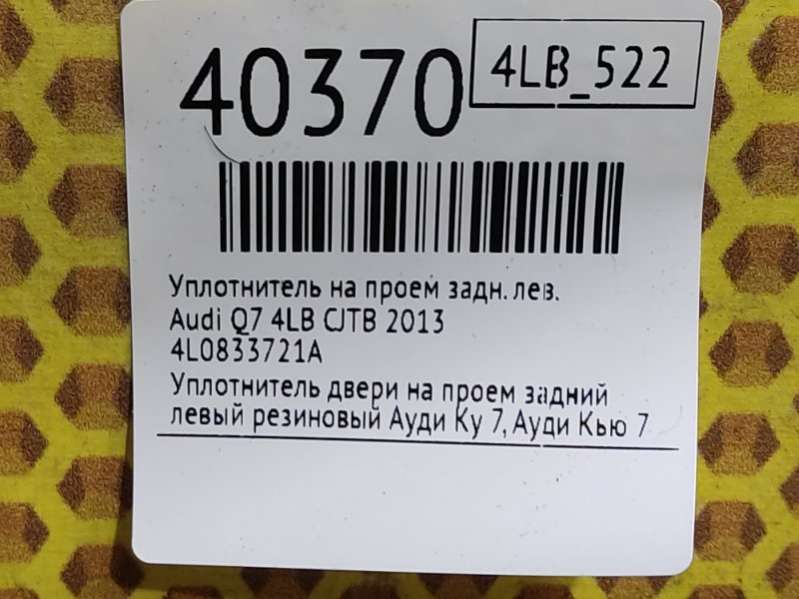 40370
4LB_522
Уплотнитель на проем задн. лев.
Audi Q7 4LB CJTB 2013
4L0833721A
Уплотнитель двери на проем задний
левый резиновый Ауди Ку 7, Ауди Кью 7